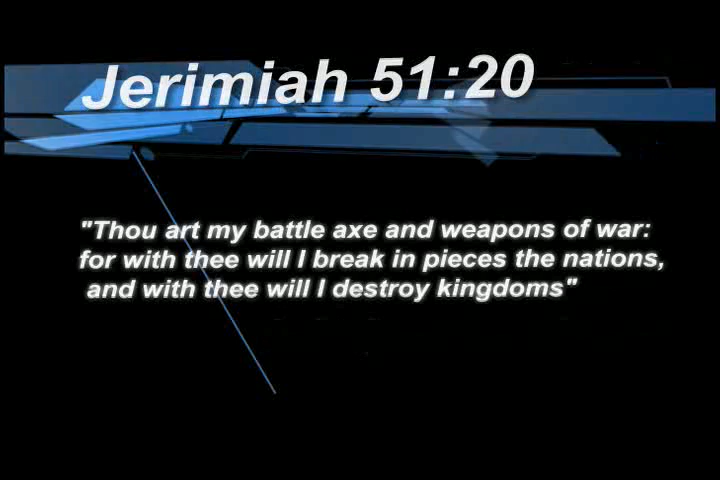 Jerimiah 51:20
"Thou art my battle axe and weapons of war:
for with thee will I break in pieces the nations,
and with thee will I destroy kingdoms"